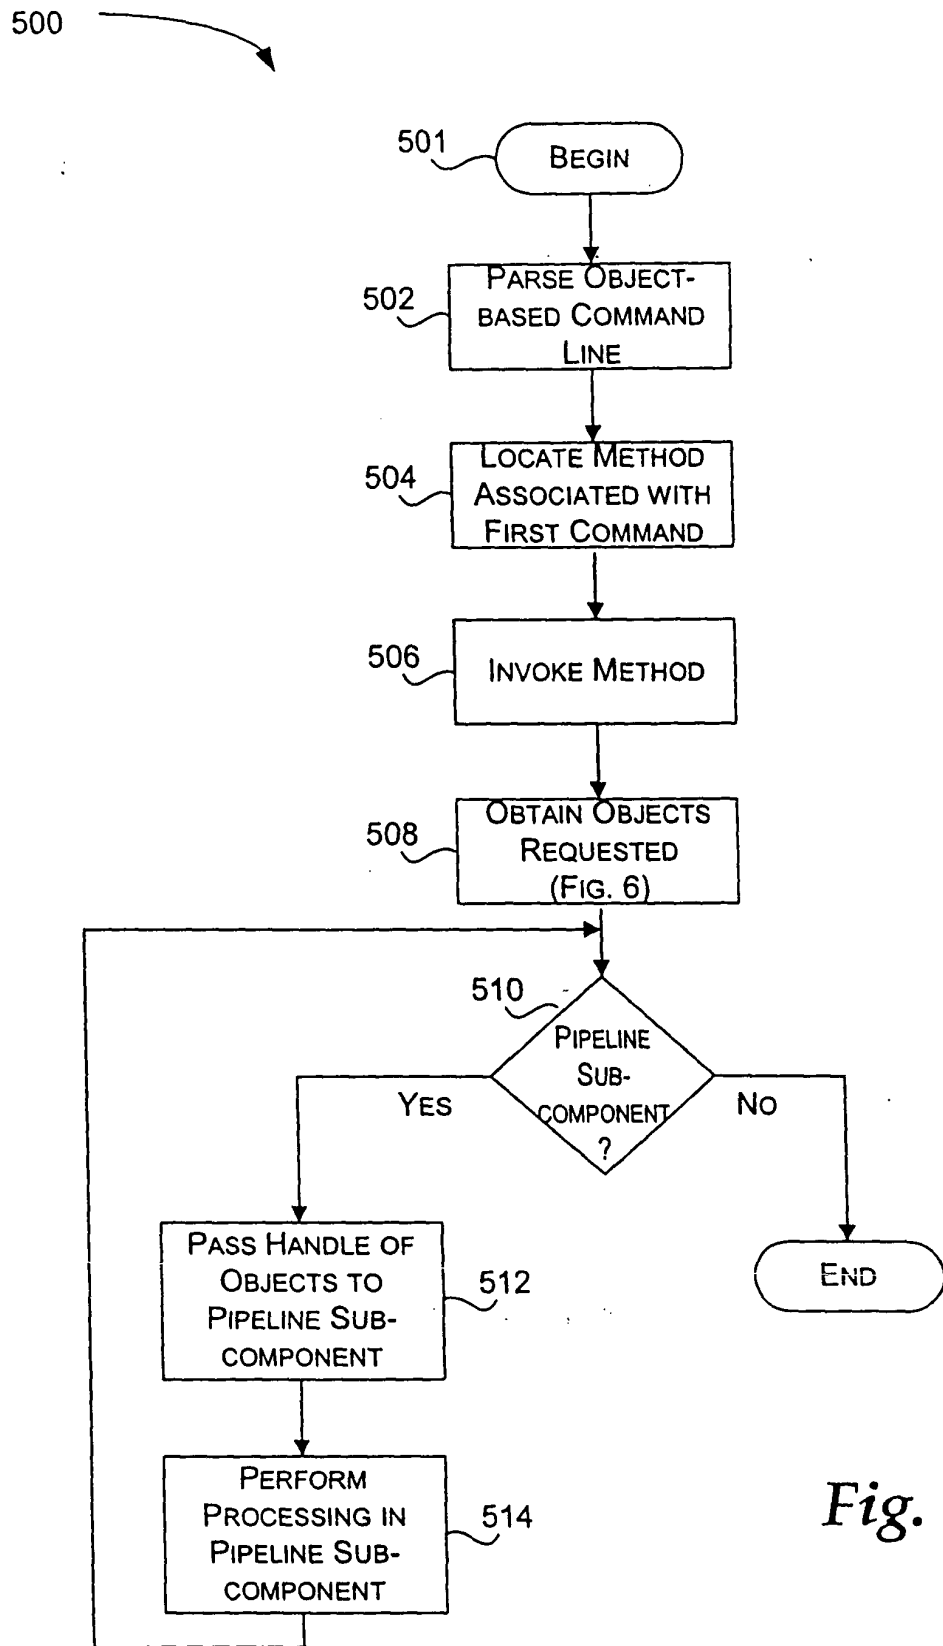 500
501
BEGIN
PARSE OBJECT-
BASED COMMAND
LINE
502
LOCATE METHOD
ASSOCIATED WITH
FIRST COMMAND
504
INVOKE METHOD
506
OBTAIN OBJECTS
REQUESTED
(FIG. 6)
508
510
PIPELINE
SUB-
COMPONENT
?
YES
NO
PASS HANDLE OF
OBJECTS TO
PIPELINE SUB-
COMPONENT
512
END
PERFORM
PROCESSING IN
PIPELINE SUB-
COMPONENT
514
Fig.